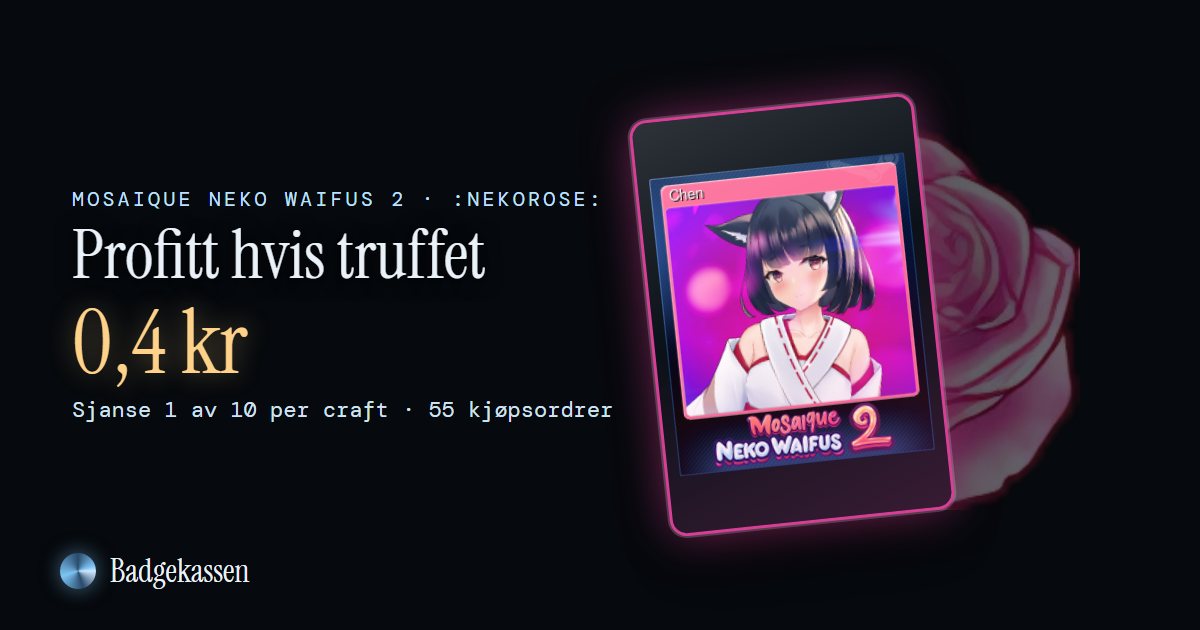 MOSAIQUE NEKO WAIFUS 2 · :NEKOROSE:
Profitt hvis truffet
0,4 kr
Sjanse 1 av 10 per craft · 55 kjøpsordrer
Chen
Mosaique
NEKO WAIFUS 2
Badgekassen